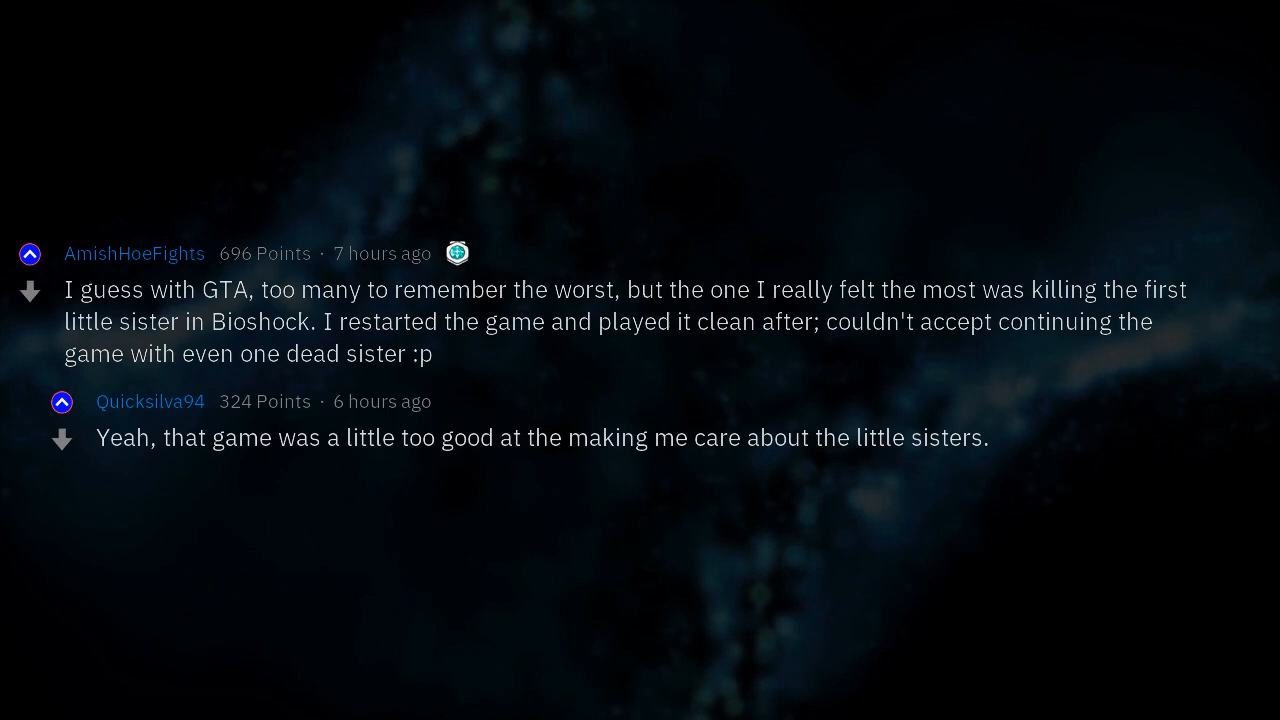 AmishHoeFights 696 Points · 7 hours ago
I guess with GTA, too many to remember the worst, but the one I really felt the most was killing the first
little sister in Bioshock. I restarted the game and played it clean after; couldn't accept continuing the
game with even one dead sister :p
Quicksilva94 324 Points · 6 hours ago
Yeah, that game was a little too good at the making me care about the little sisters.